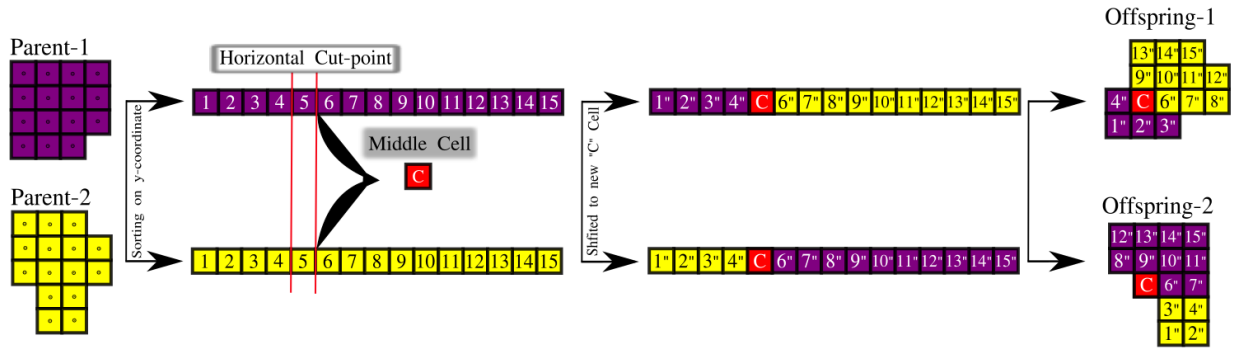 Parent-1
Parent-2
Sorting on y-coordinate
Horizontal Cut-point
1 2 3 4 5 6 7 8 9 10 11 12 13 14 15
Middle Cell
C
1 2 3 4 5 6 7 8 9 10 11 12 13 14 15
Shfited to new "C" Cell
1" 2" 3" 4" C 6" 7" 8" 9" 10" 11" 12" 13" 14" 15"
1" 2" 3" 4" C 6" 7" 8" 9" 10" 11" 12" 13" 14" 15"
Offspring-1
13" 14" 15"
9" 10" 11" 12"
4" C 6" 7" 8"
1" 2" 3"
Offspring-2
12" 13" 14" 15"
8" 9" 10" 11"
C 6" 7"
3" 4"
1" 2"